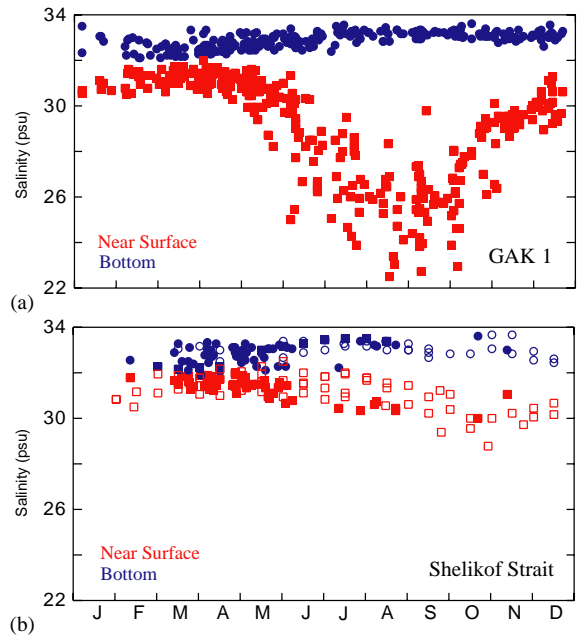 34
30
26
22
Salinity (psu)
Near Surface
Bottom
GAK 1
(a)
34
30
26
22
Salinity (psu)
Near Surface
Bottom
Shelikof Strait
(b)
J F M A M J J A S O N D